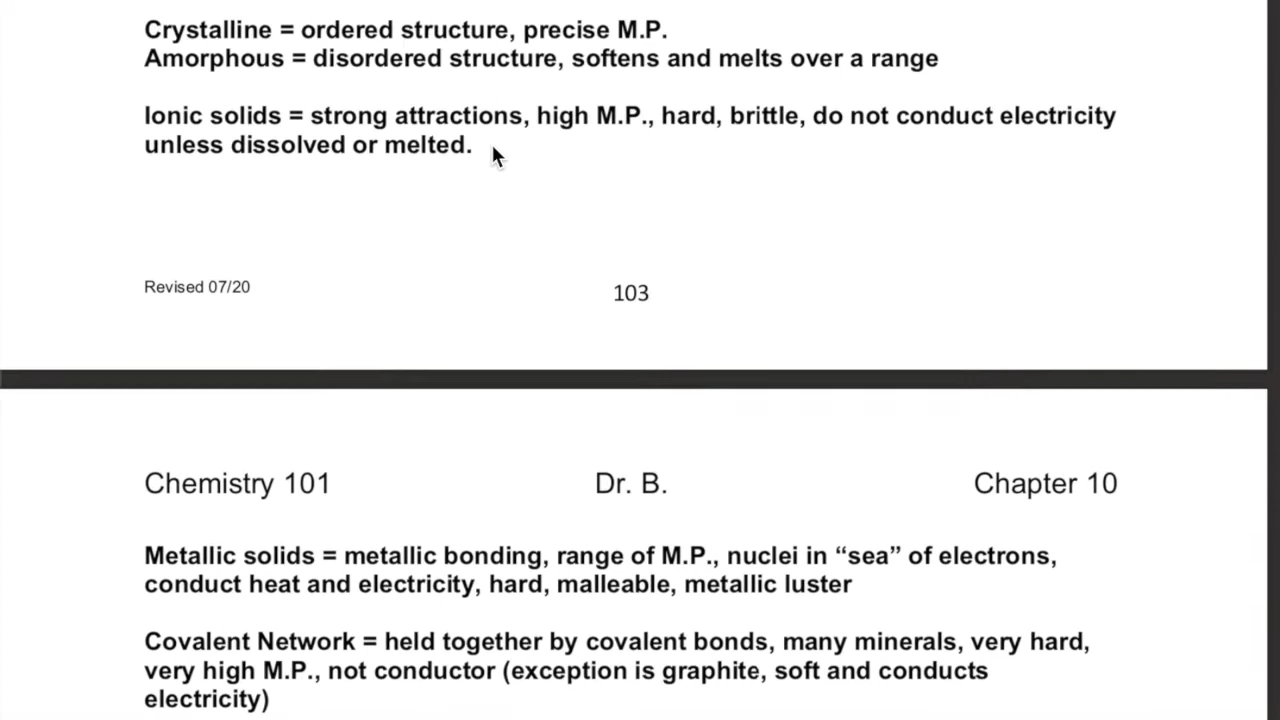 Crystalline = ordered structure, precise M.P.
Amorphous = disordered structure, softens and melts over a range
Ionic solids = strong attractions, high M.P., hard, brittle, do not conduct electricity
unless dissolved or melted.
Revised 07/20
103
Chemistry 101 Dr. B. Chapter 10
Metallic solids = metallic bonding, range of M.P., nuclei in “sea” of electrons,
conduct heat and electricity, hard, malleable, metallic luster
Covalent Network = held together by covalent bonds, many minerals, very hard,
very high M.P., not conductor (exception is graphite, soft and conducts
electricity)